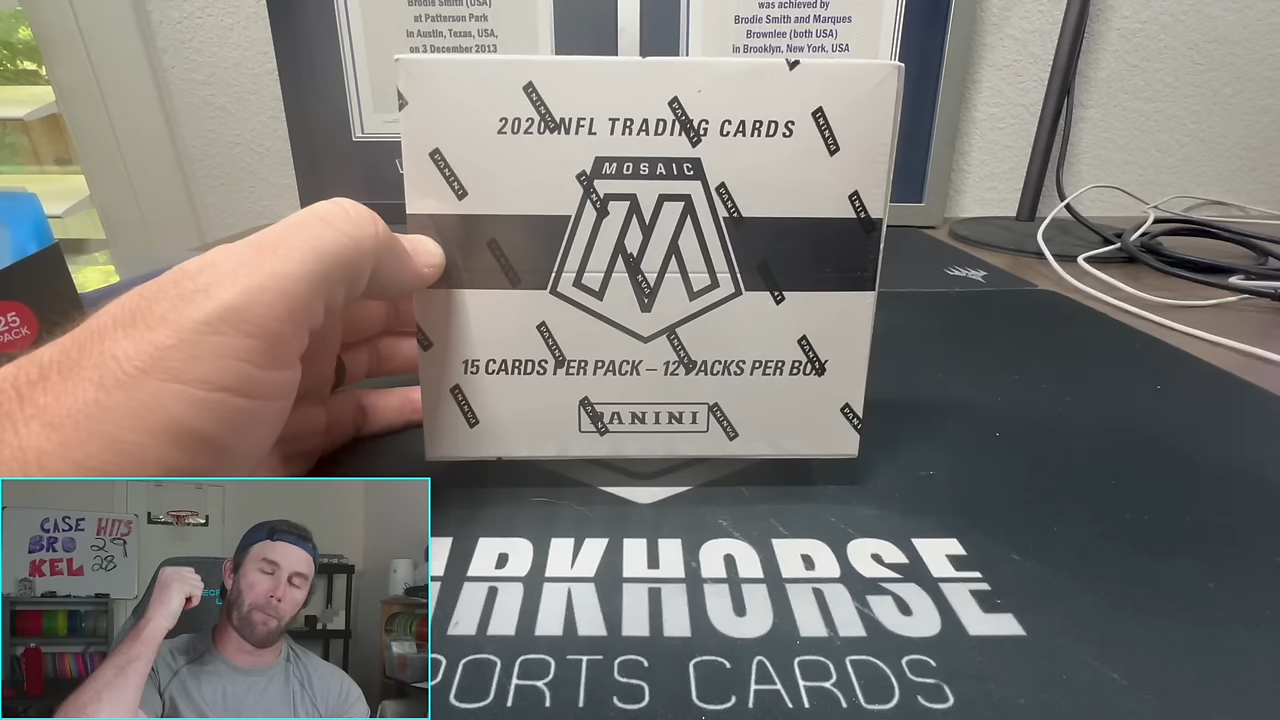 Brodie Smith (USA)
at Patterson Park
in Austin, Texas, USA,
on 3 December 2013
was achieved by
Brodie Smith and Marques
Brownlee (both USA)
in Brooklyn, New York, USA
2020 NFL TRADING CARDS
MOSAIC
M
15 CARDS PER PACK – 12 PACKS PER BOX
PANINI
25
PACK
RKHORSE
PORTS CARDS
CASE HITS
BRO 29
KEL 28